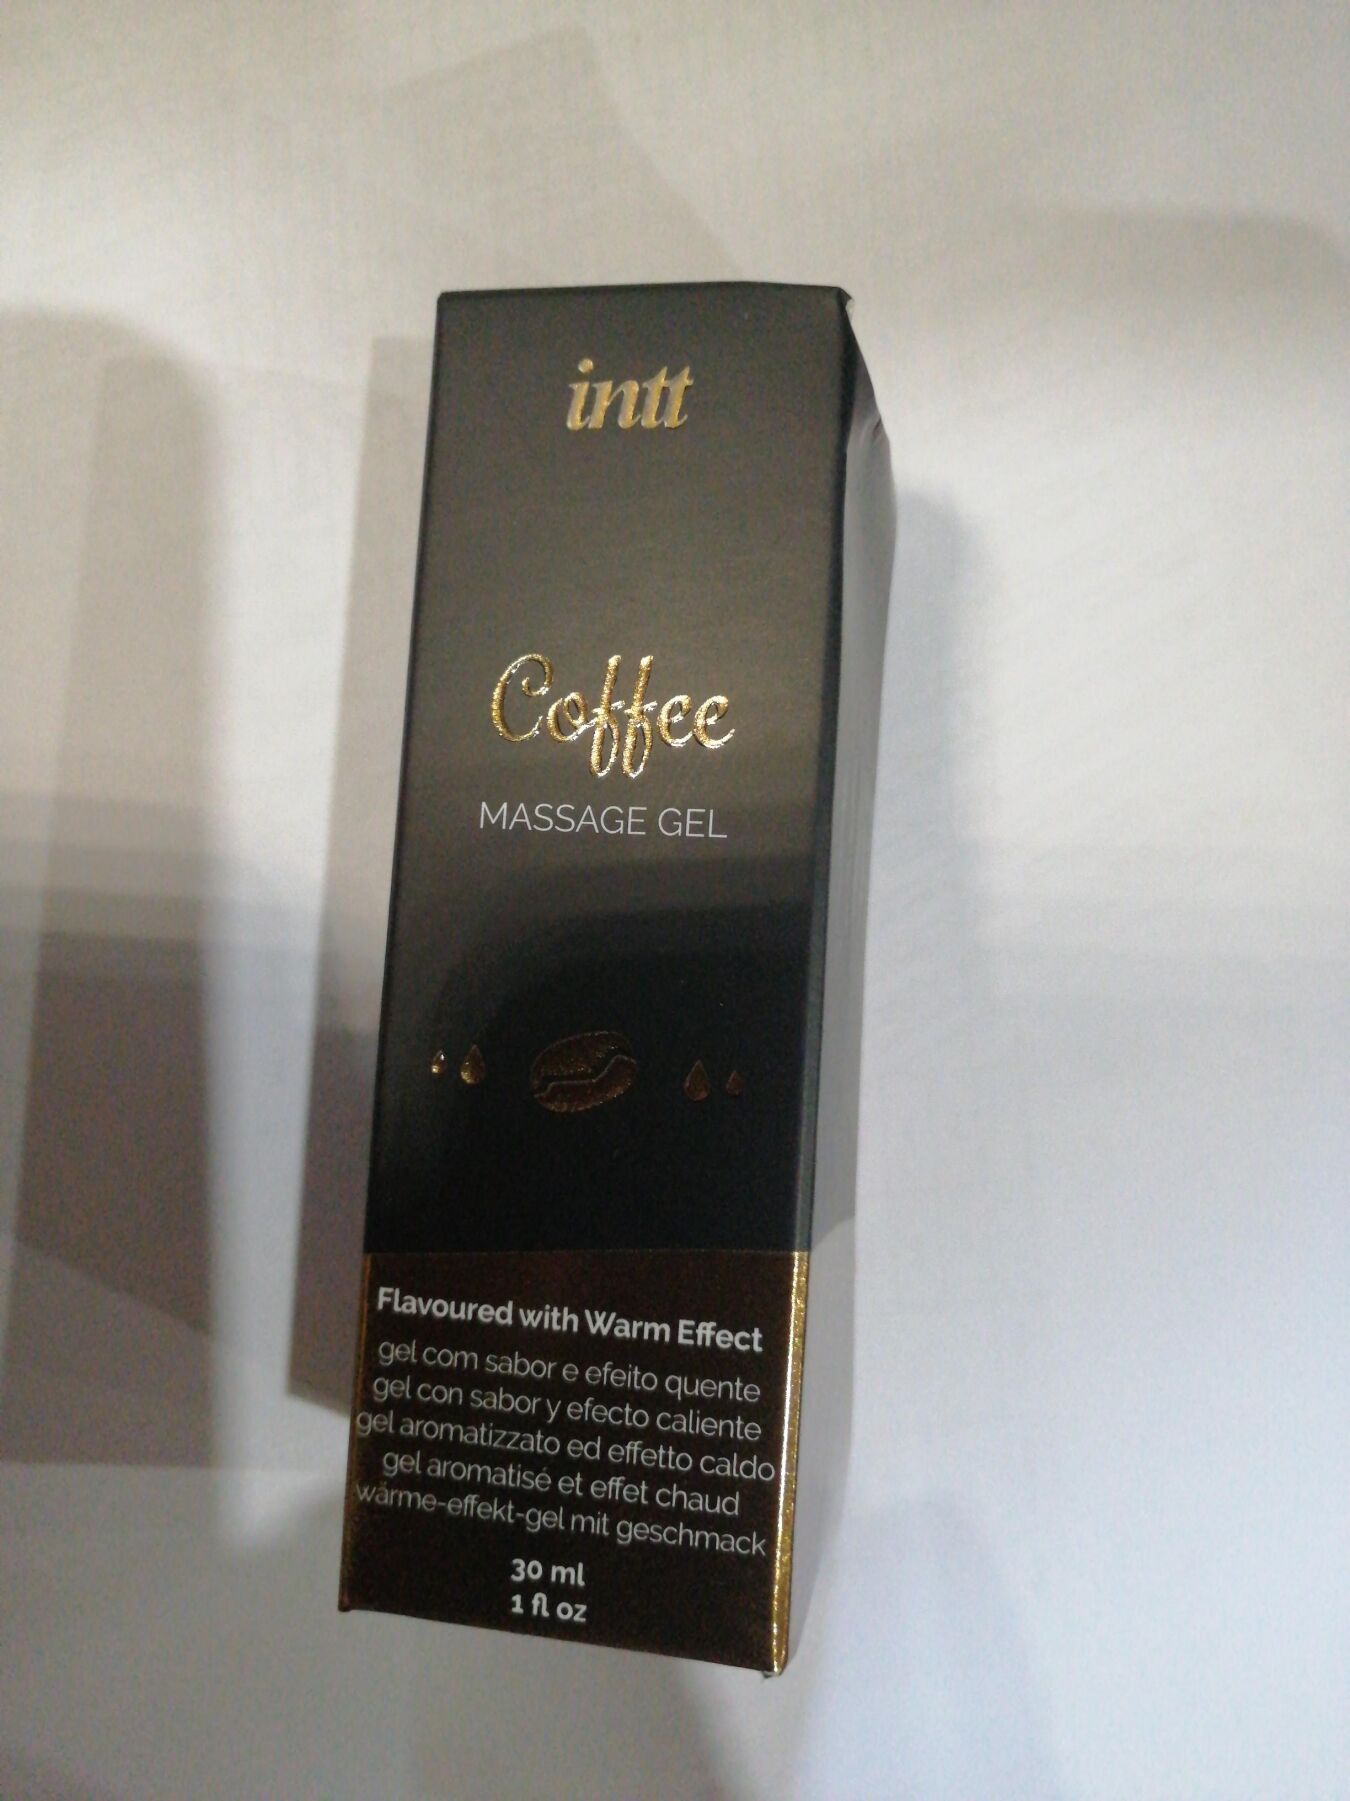 intt
Coffee
MASSAGE GEL
Flavoured with Warm Effect
gel com sabor e efeito quente
gel con sabor y efecto caliente
gel aromatizzato ed effetto caldo
gel aromatisé et effet chaud
wärme-effekt-gel mit geschmack
30 ml
1 fl oz